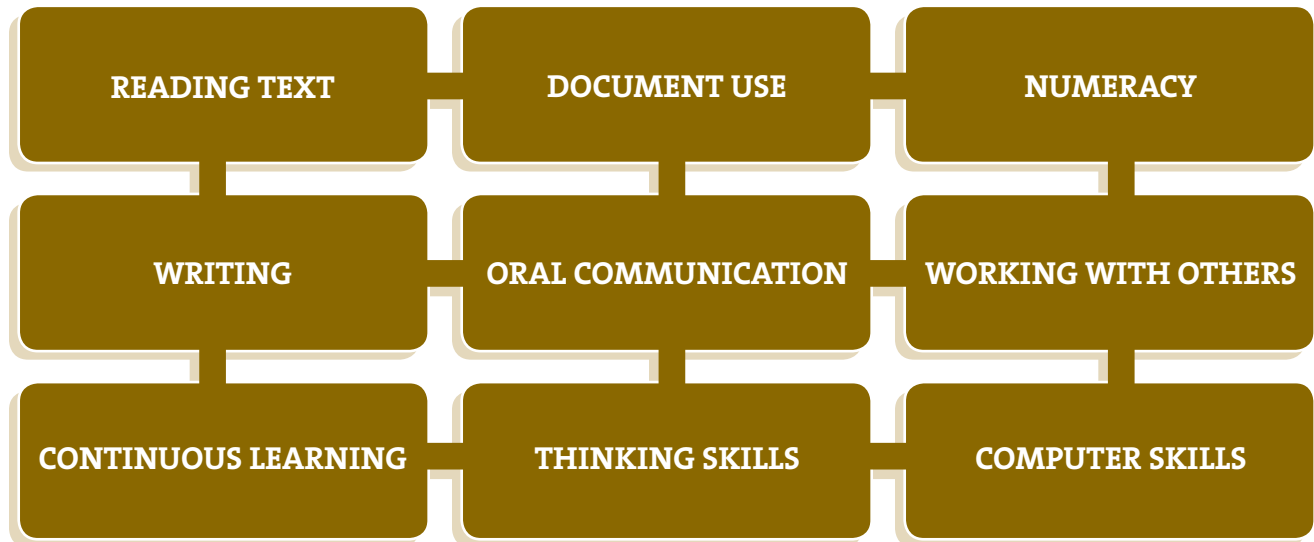 READING TEXT
DOCUMENT USE
NUMERACY
WRITING
ORAL COMMUNICATION
WORKING WITH OTHERS
CONTINUOUS LEARNING
THINKING SKILLS
COMPUTER SKILLS